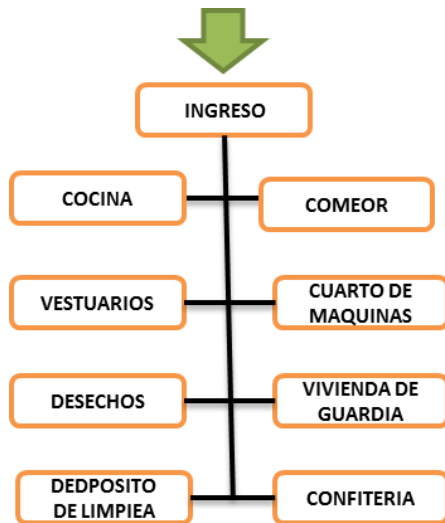 INGRESO
COCINA
COMEOR
VESTUARIOS
CUARTO DE
MAQUINAS
DESECHOS
VIVIENDA DE
GUARDIA
DEDPOSITO
DE LIMPIEA
CONFITERIA